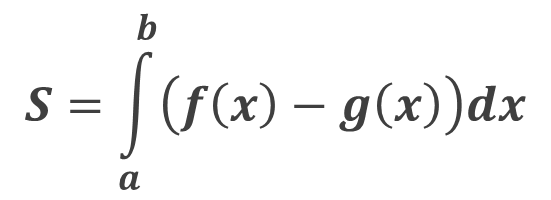 b
S = ∫ (f(x) − g(x))dx
a